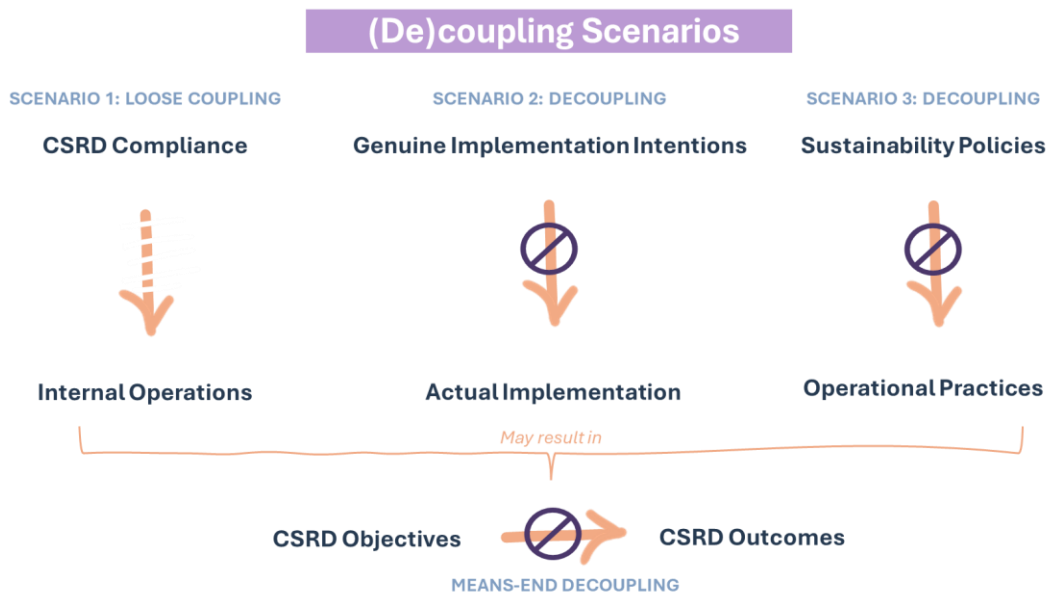 (De)coupling Scenarios
SCENARIO 1: LOOSE COUPLING
CSRD Compliance
Internal Operations
SCENARIO 2: DECOUPLING
Genuine Implementation Intentions
Actual Implementation
SCENARIO 3: DECOUPLING
Sustainability Policies
Operational Practices
May result in
CSRD Objectives
CSRD Outcomes
MEANS-END DECOUPLING